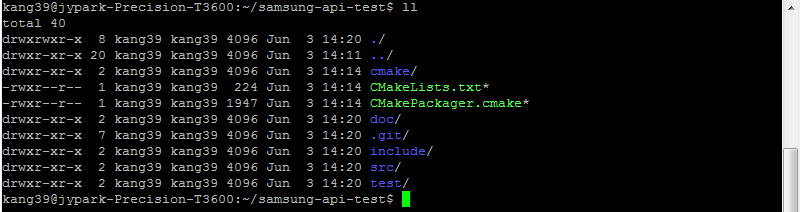 kang39@jypark-Precision-T3600:~/samsung-api-test$ ll
total 40
drwxrwxr-x  8 kang39 kang39 4096 Jun  3 14:20 ./
drwxr-xr-x 20 kang39 kang39 4096 Jun  3 14:11 ../
drwxr-xr-x  2 kang39 kang39 4096 Jun  3 14:14 cmake/
-rwxr--r--  1 kang39 kang39  224 Jun  3 14:14 CMakeLists.txt*
-rwxr--r--  1 kang39 kang39 1947 Jun  3 14:14 CMakePackager.cmake*
drwxr-xr-x  2 kang39 kang39 4096 Jun  3 14:20 doc/
drwxr-xr-x  7 kang39 kang39 4096 Jun  3 14:20 .git/
drwxr-xr-x  2 kang39 kang39 4096 Jun  3 14:20 include/
drwxr-xr-x  2 kang39 kang39 4096 Jun  3 14:20 src/
drwxr-xr-x  2 kang39 kang39 4096 Jun  3 14:20 test/
kang39@jypark-Precision-T3600:~/samsung-api-test$